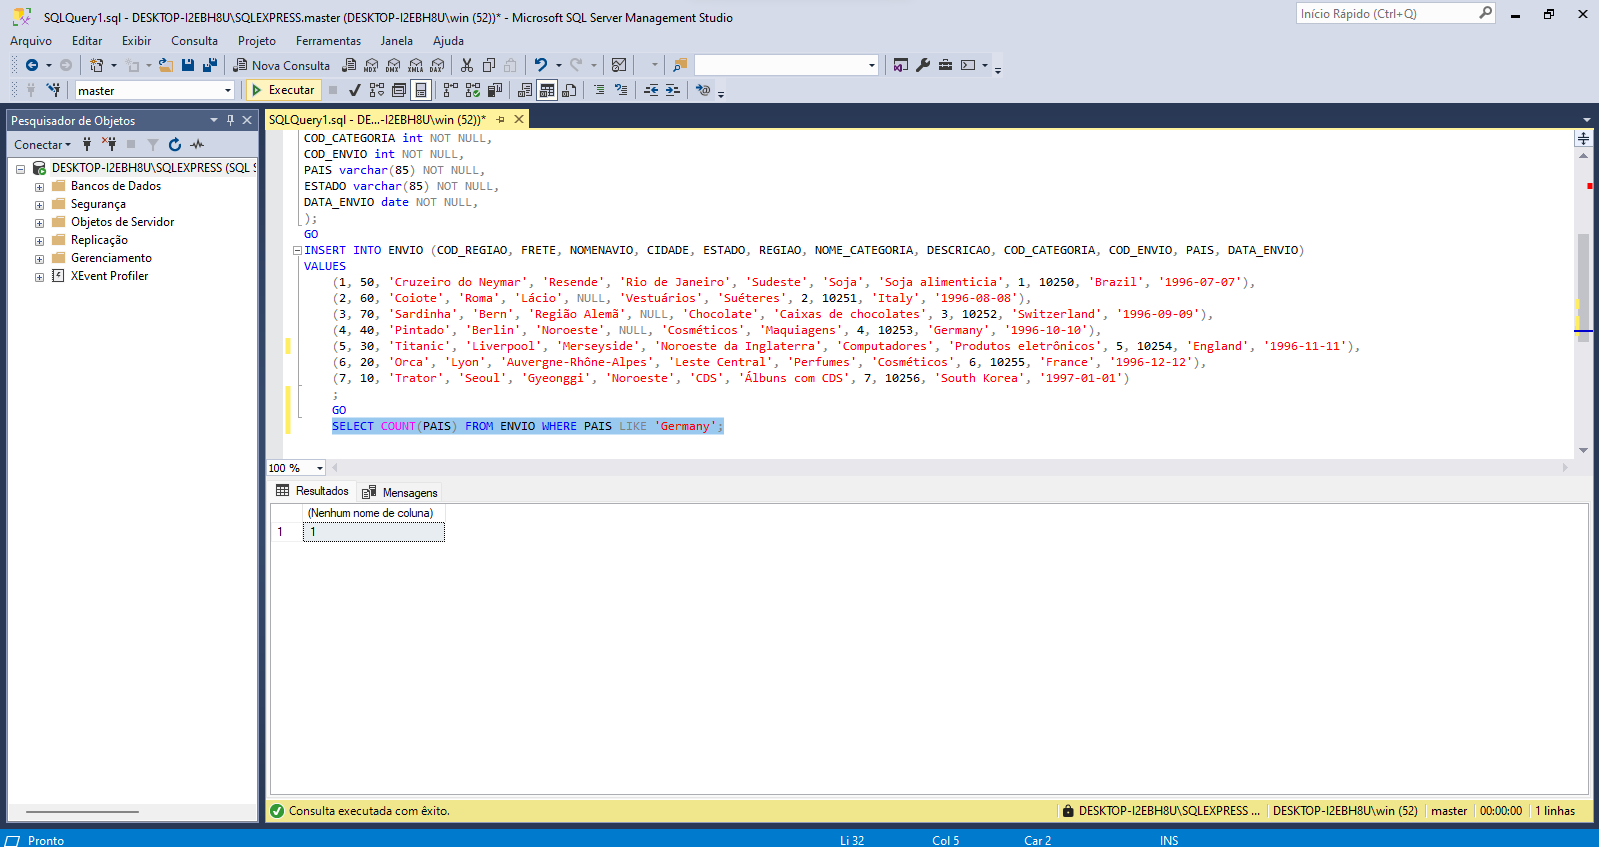 SQLQuery1.sql - DESKTOP-I2EBH8U\SQLEXPRESS.master (DESKTOP-I2EBH8U\win (52))* - Microsoft SQL Server Management Studio
Início Rápido (Ctrl+Q)
Arquivo Editar Exibir Consulta Projeto Ferramentas Janela Ajuda
Nova Consulta MDX DMX XMLA DAX
master Executar
Pesquisador de Objetos
SQLQuery1.sql - DE...-I2EBH8U\win (52))*
Conectar
DESKTOP-I2EBH8U\SQLEXPRESS (SQL S
Bancos de Dados
Segurança
Objetos de Servidor
Replicação
Gerenciamento
XEvent Profiler
COD_CATEGORIA int NOT NULL,
COD_ENVIO int NOT NULL,
PAIS varchar(85) NOT NULL,
ESTADO varchar(85) NOT NULL,
DATA_ENVIO date NOT NULL,
);
GO
INSERT INTO ENVIO (COD_REGIAO, FRETE, NOMENAVIO, CIDADE, ESTADO, REGIAO, NOME_CATEGORIA, DESCRICAO, COD_CATEGORIA, COD_ENVIO, PAIS, DATA_ENVIO)
VALUES
(1, 50, 'Cruzeiro do Neymar', 'Resende', 'Rio de Janeiro', 'Sudeste', 'Soja', 'Soja alimenticia', 1, 10250, 'Brazil', '1996-07-07'),
(2, 60, 'Coiote', 'Roma', 'Lácio', NULL, 'Vestuários', 'Suéteres', 2, 10251, 'Italy', '1996-08-08'),
(3, 70, 'Sardinha', 'Bern', 'Região Alemã', NULL, 'Chocolate', 'Caixas de chocolates', 3, 10252, 'Switzerland', '1996-09-09'),
(4, 40, 'Pintado', 'Berlin', 'Noroeste', NULL, 'Cosméticos', 'Maquiagens', 4, 10253, 'Germany', '1996-10-10'),
(5, 30, 'Titanic', 'Liverpool', 'Merseyside', 'Noroeste da Inglaterra', 'Computadores', 'Produtos eletrônicos', 5, 10254, 'England', '1996-11-11'),
(6, 20, 'Orca', 'Lyon', 'Auvergne-Rhône-Alpes', 'Leste Central', 'Perfumes', 'Cosméticos', 6, 10255, 'France', '1996-12-12'),
(7, 10, 'Trator', 'Seoul', 'Gyeonggi', 'Noroeste', 'CDS', 'Álbuns com CDS', 7, 10256, 'South Korea', '1997-01-01')
;
GO
SELECT COUNT(PAIS) FROM ENVIO WHERE PAIS LIKE 'Germany';
100 %
Resultados Mensagens
(Nenhum nome de coluna)
1 1
Consulta executada com êxito. DESKTOP-I2EBH8U\SQLEXPRESS ... DESKTOP-I2EBH8U\win (52) master 00:00:00 1 linhas
Pronto Li 32 Col 5 Car 2 INS